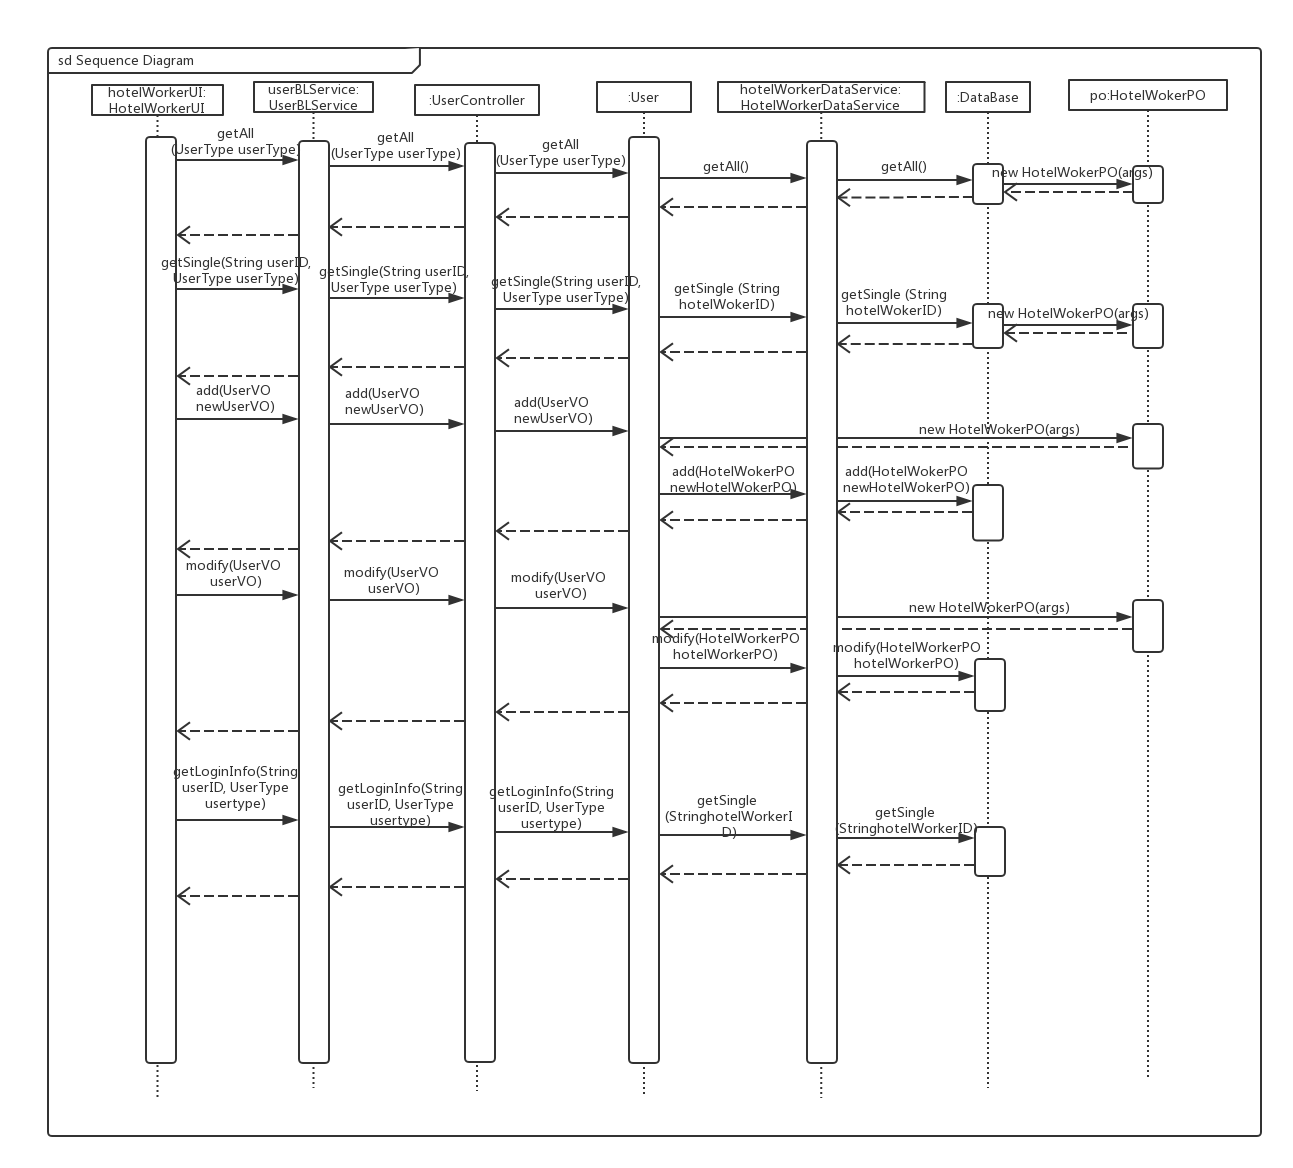 sd Sequence Diagram
hotelWorkerUI:
HotelWorkerUI
userBLService:
UserBLService
:UserController
:User
hotelWorkerDataService:
HotelWorkerDataService
:DataBase
po:HotelWokerPO
getAll
(UserType userType)
getAll
(UserType userType)
getAll
(UserType userType)
getAll()
getAll()
new HotelWokerPO(args)
getSingle(String userID,
UserType userType)
getSingle(String userID,
UserType userType)
getSingle(String userID,
UserType userType)
getSingle (String
hotelWokerID)
getSingle (String
hotelWokerID)
new HotelWokerPO(args)
add(UserVO
newUserVO)
add(UserVO
newUserVO)
add(UserVO
newUserVO)
new HotelWokerPO(args)
add(HotelWokerPO
newHotelWokerPO)
add(HotelWokerPO
newHotelWokerPO)
modify(UserVO
userVO)
modify(UserVO
userVO)
modify(UserVO
userVO)
new HotelWokerPO(args)
modify(HotelWorkerPO
hotelWorkerPO)
modify(HotelWorkerPO
hotelWorkerPO)
getLoginInfo(String
userID, UserType
usertype)
getLoginInfo(String
userID, UserType
usertype)
getLoginInfo(String
userID, UserType
usertype)
getSingle
(StringhotelWorkerI
D)
getSingle
(StringhotelWorkerID)